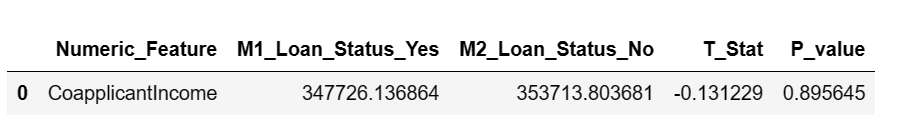 Numeric_Feature M1_Loan_Status_Yes M2_Loan_Status_No T_Stat P_value
0 CoapplicantIncome 347726.136864 353713.803681 -0.131229 0.895645